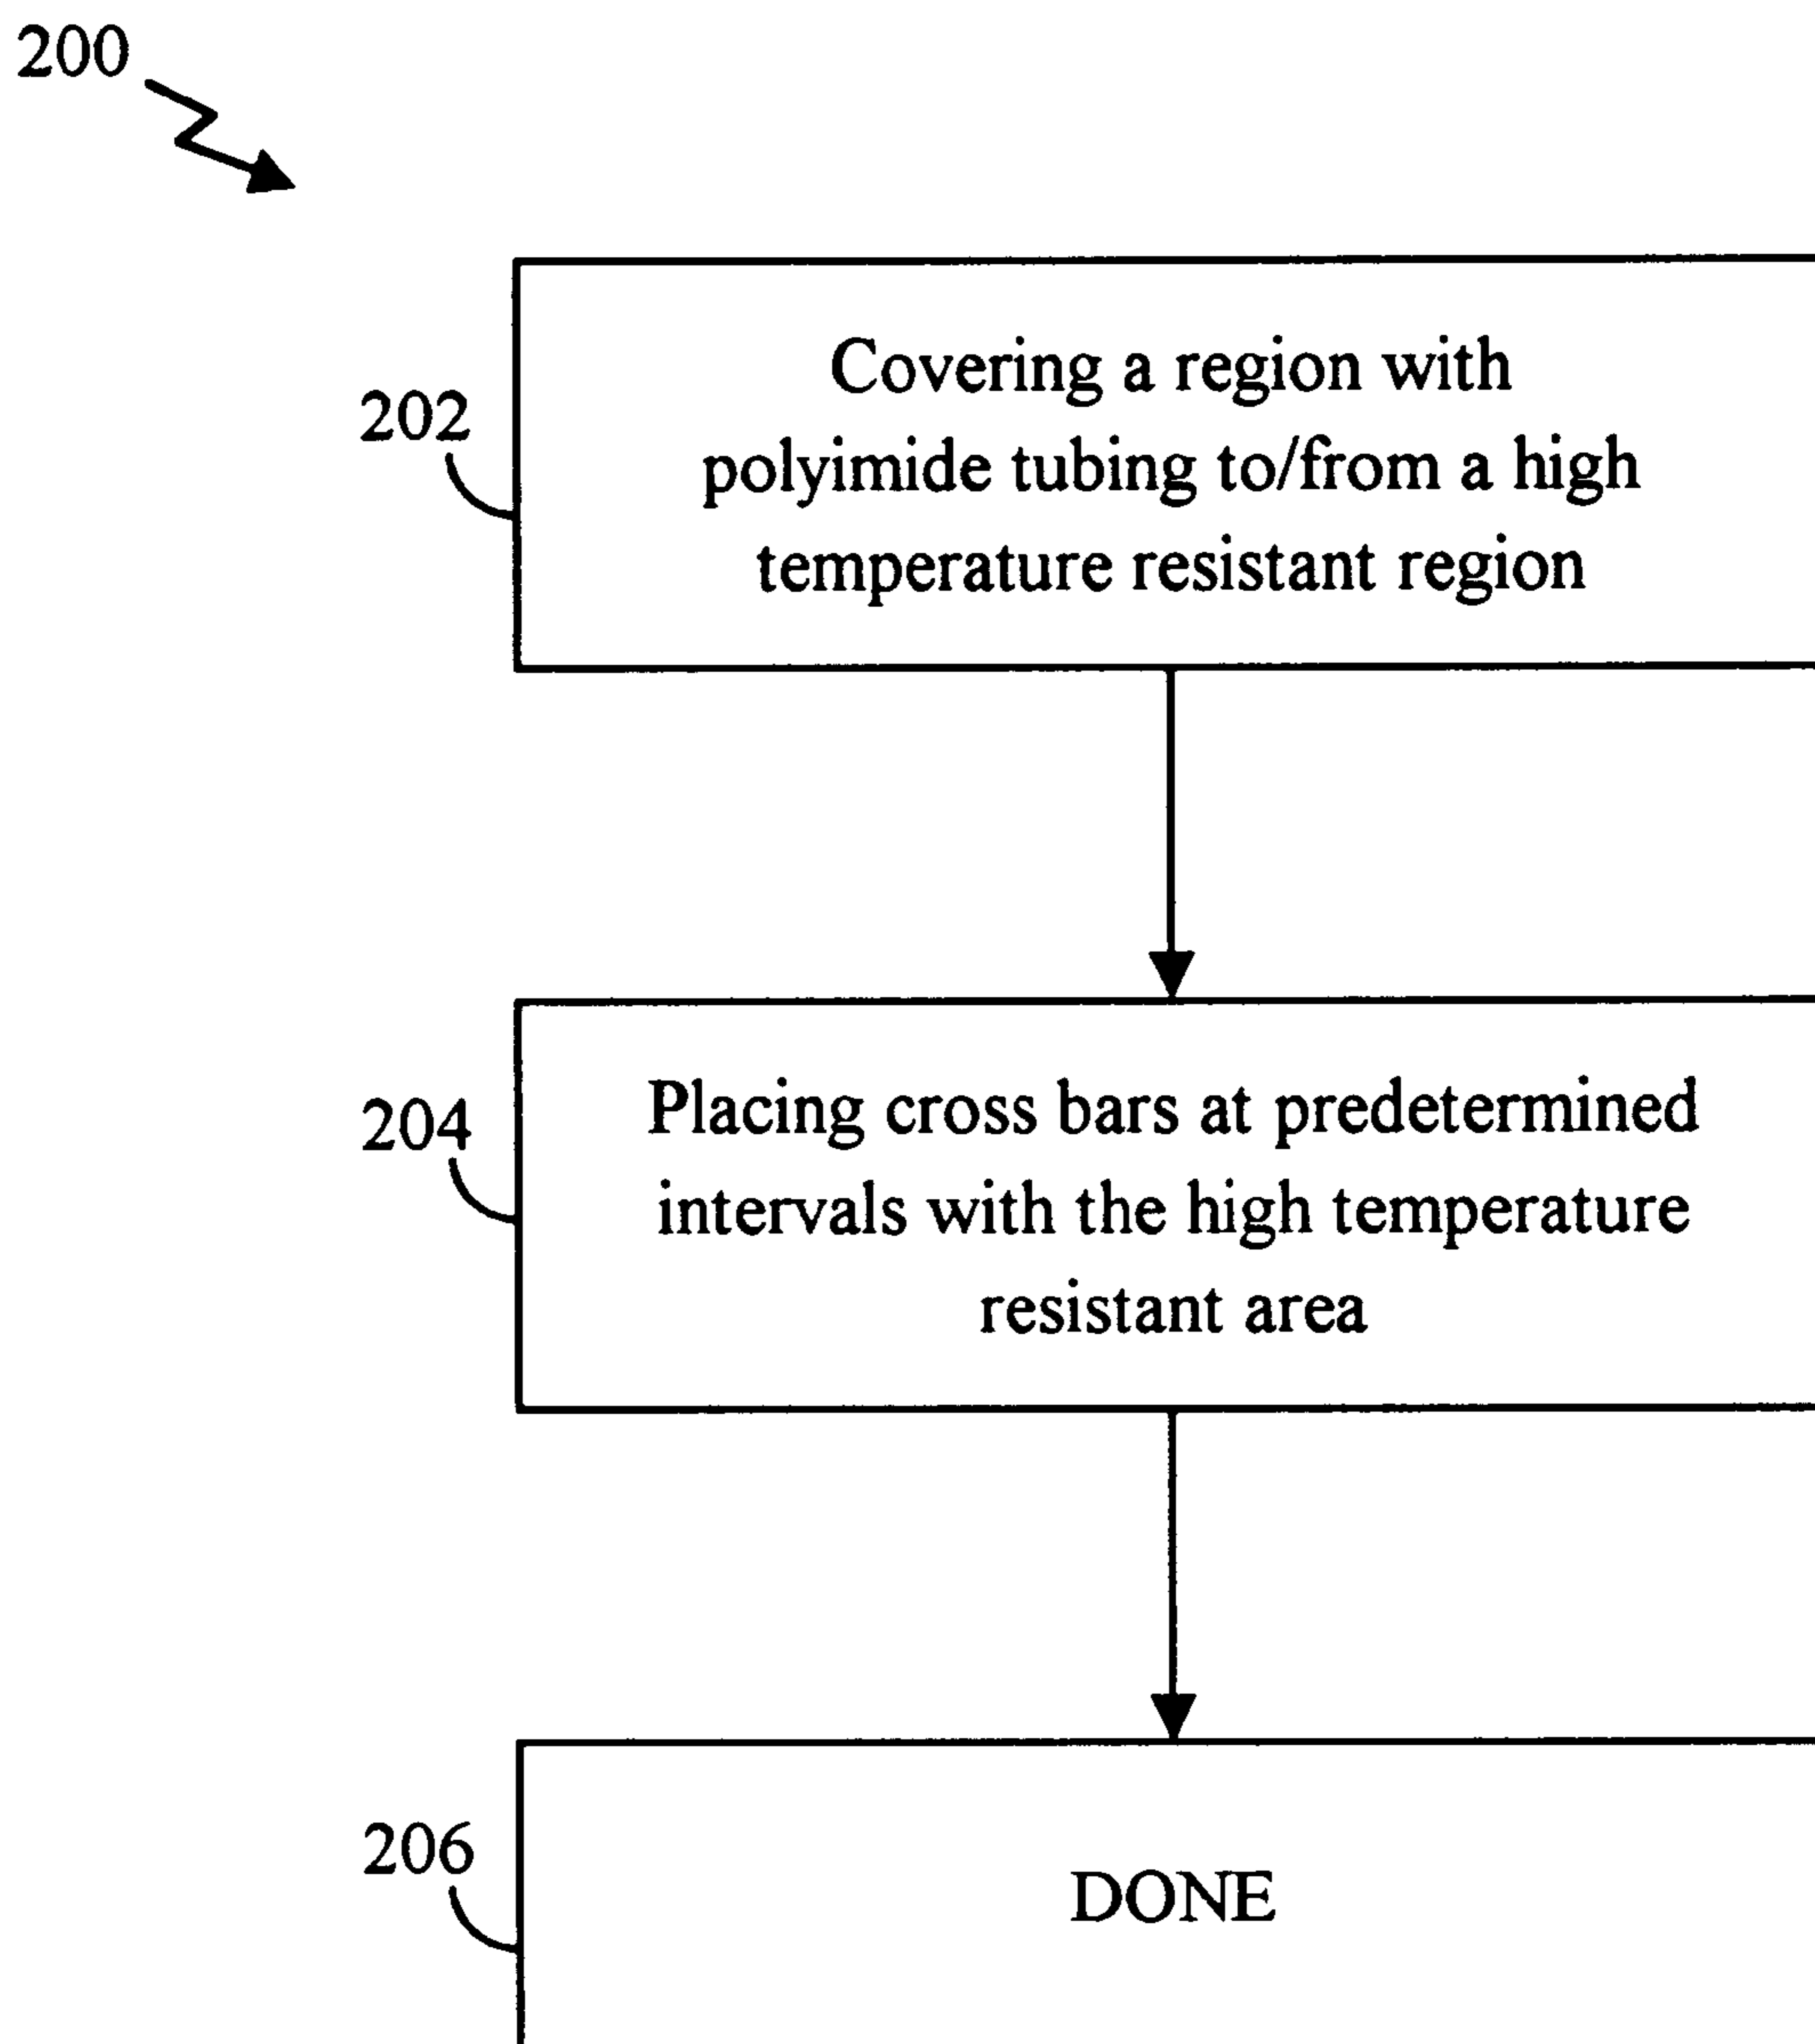 200
202
Covering a region with
polyimide tubing to/from a high
temperature resistant region
204
Placing cross bars at predetermined
intervals with the high temperature
resistant area
206
DONE